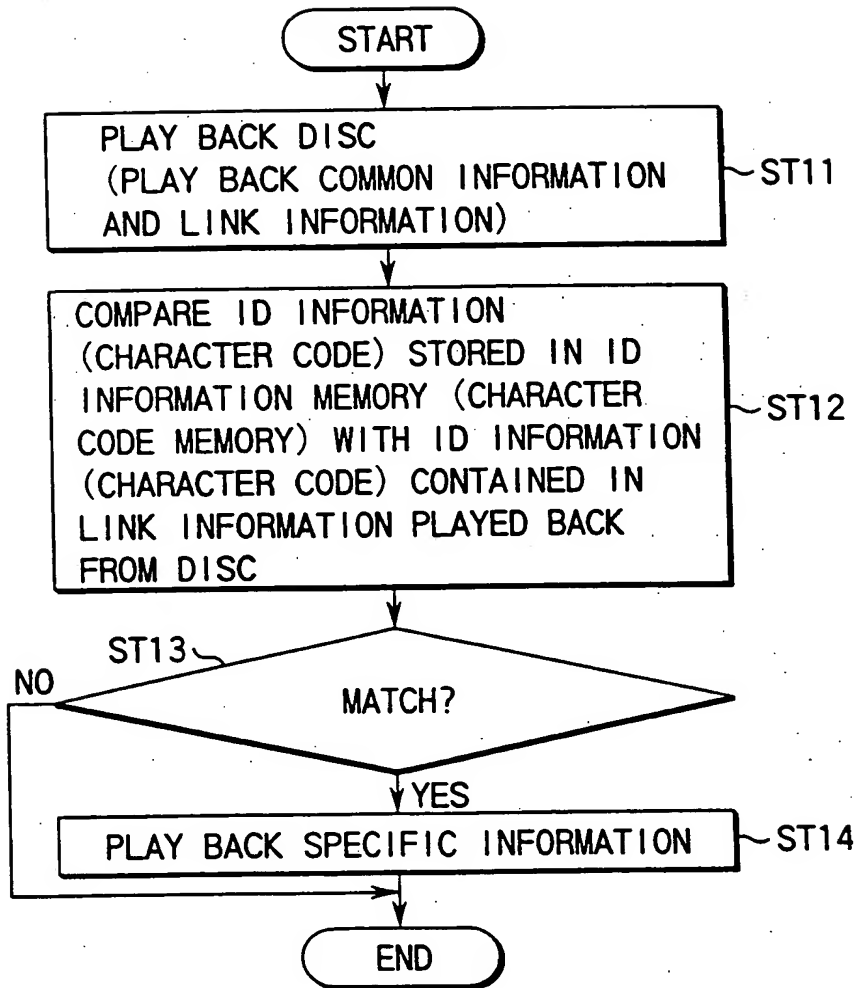 START
PLAY BACK DISC
(PLAY BACK COMMON INFORMATION
AND LINK INFORMATION)
ST11
COMPARE ID INFORMATION
(CHARACTER CODE) STORED IN ID
INFORMATION MEMORY (CHARACTER
CODE MEMORY) WITH ID INFORMATION
(CHARACTER CODE) CONTAINED IN
LINK INFORMATION PLAYED BACK
FROM DISC
ST12
ST13
NO
MATCH?
YES
PLAY BACK SPECIFIC INFORMATION
ST14
END